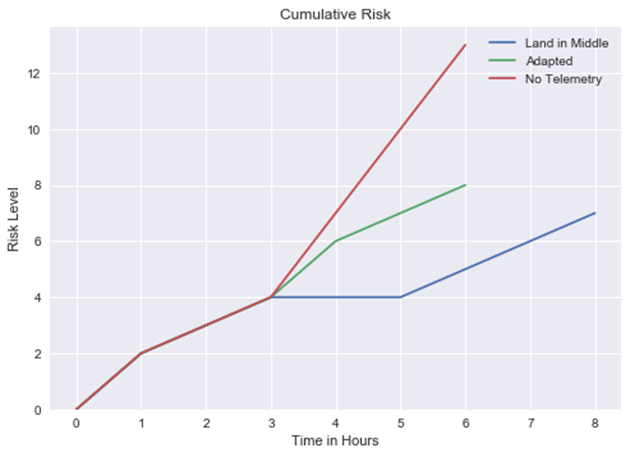 Cumulative Risk
Land in Middle
Adapted
No Telemetry
12
10
8
6
4
2
0
Risk Level
0 1 2 3 4 5 6 7 8
Time in Hours